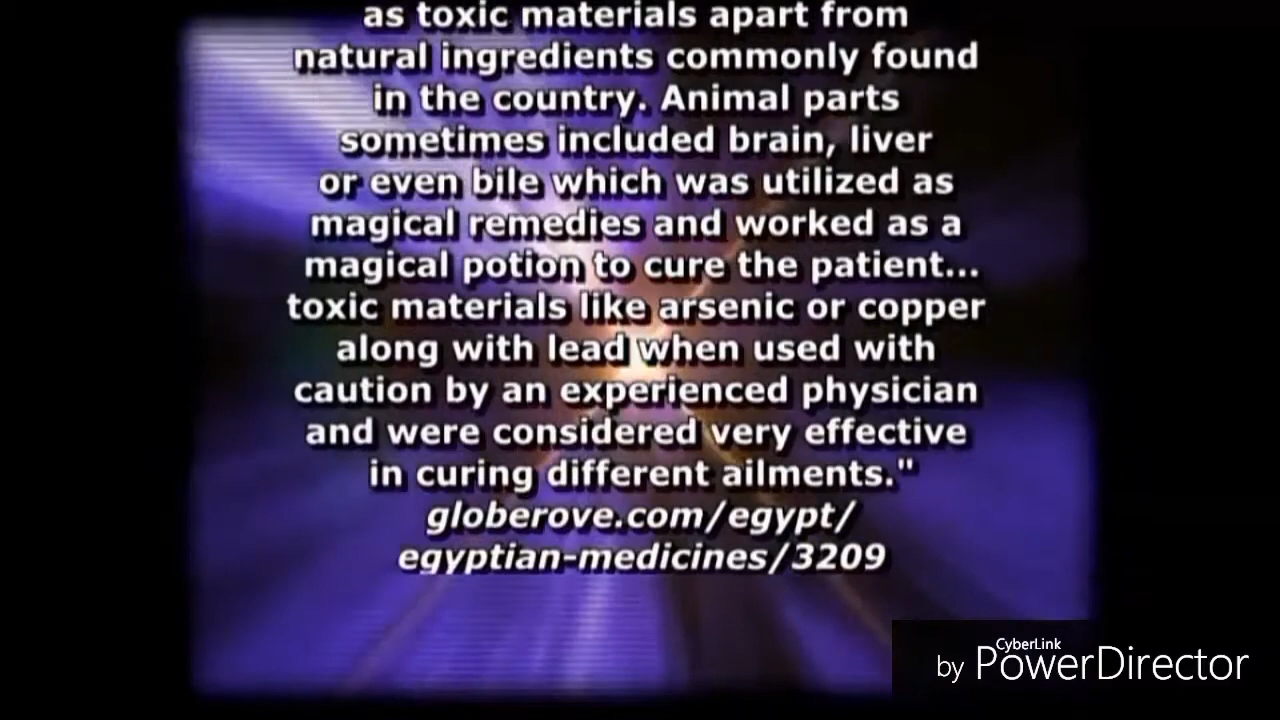 as toxic materials apart from
natural ingredients commonly found
in the country. Animal parts
sometimes included brain, liver
or even bile which was utilized as
magical remedies and worked as a
magical potion to cure the patient...
toxic materials like arsenic or copper
along with lead when used with
caution by an experienced physician
and were considered very effective
in curing different ailments."
globerove.com/egypt/
egyptian-medicines/3209
CyberLink
by PowerDirector